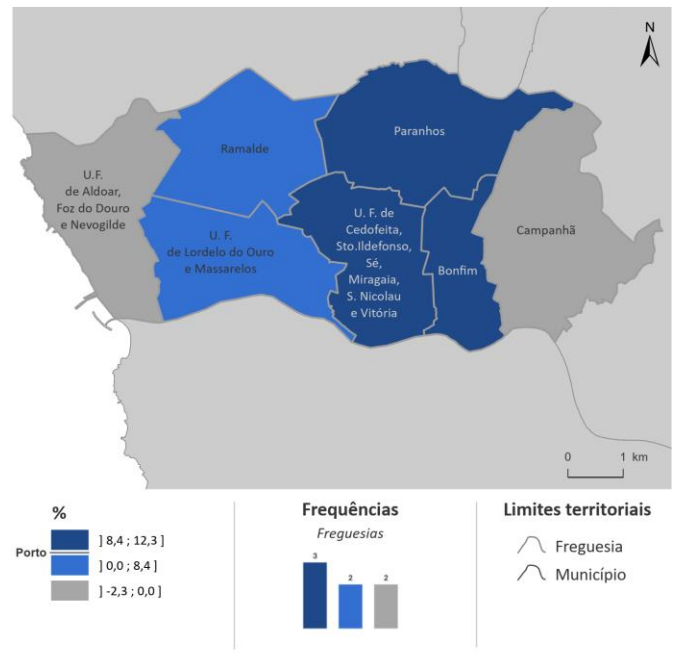 N
Paranhos
Ramalde
U.F.
de Aldoar,
Foz do Douro
e Nevogilde
U. F. de
Cedofeita,
Sto.Ildefonso,
Sé,
Miragaia,
S. Nicolau
e Vitória
Campanhã
U. F.
de Lordelo do Ouro
e Massarelos
Bonfim
0 1 km
%
] 8,4 ; 12,3 ]
Porto
] 0,0 ; 8,4 ]
] -2,3 ; 0,0 ]
Frequências
Freguesias
3
2
2
Limites territoriais
Freguesia
Município